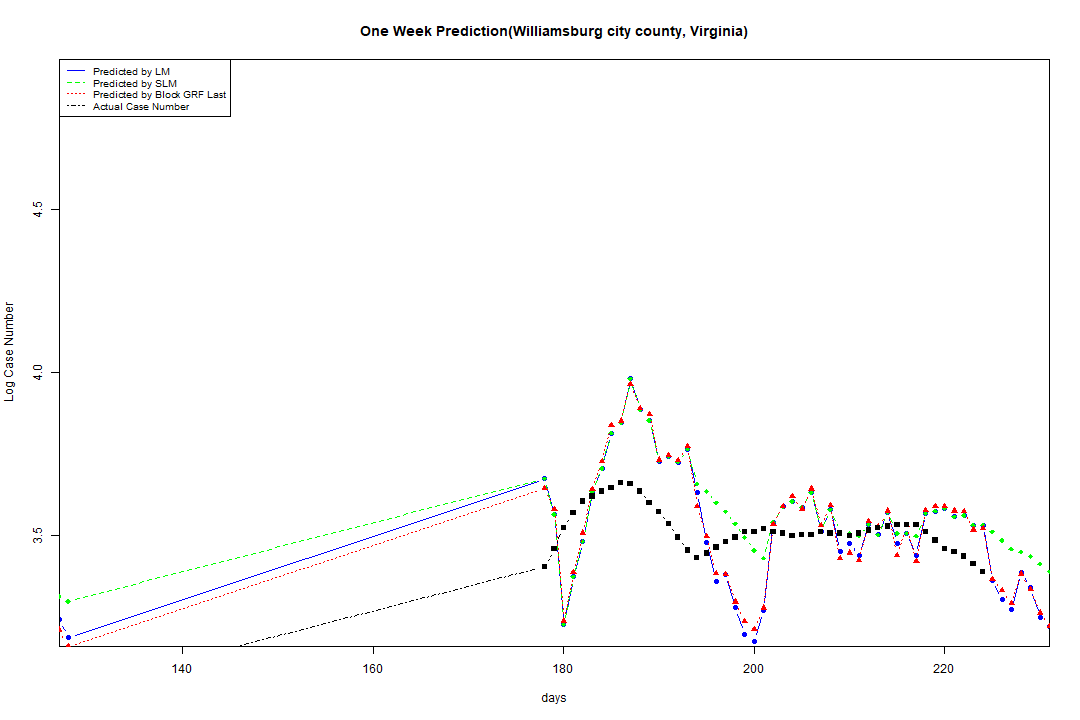 One Week Prediction(Williamsburg city county, Virginia)
Predicted by LM
Predicted by SLM
Predicted by Block GRF Last
Actual Case Number
4.5
4.0
3.5
Log Case Number
140 160 180 200 220
days